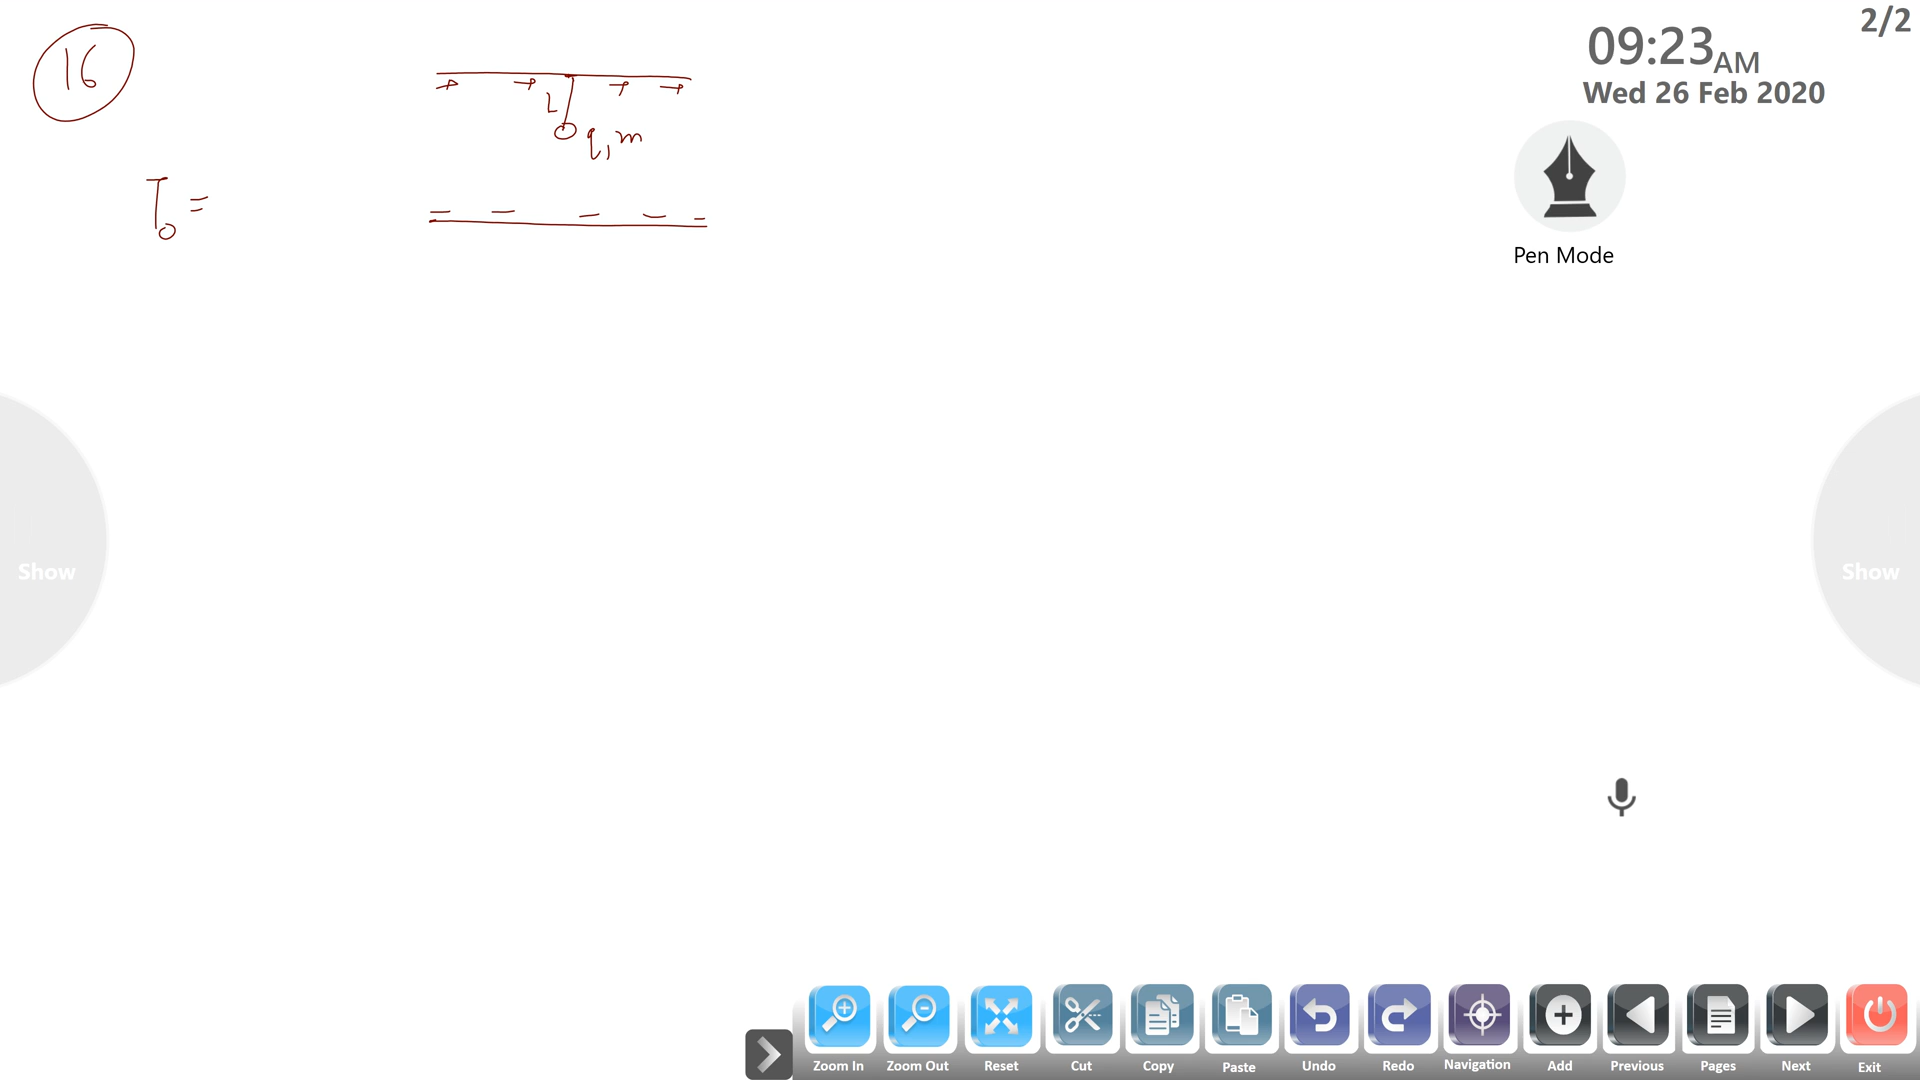 2/2
09:23AM
Wed 26 Feb 2020
Pen Mode
16
+ + + +
L
q, m
T₀ =
– – – – –
Show
Show
Zoom In Zoom Out Reset Cut Copy Paste Undo Redo Navigation Add Previous Pages Next Exit